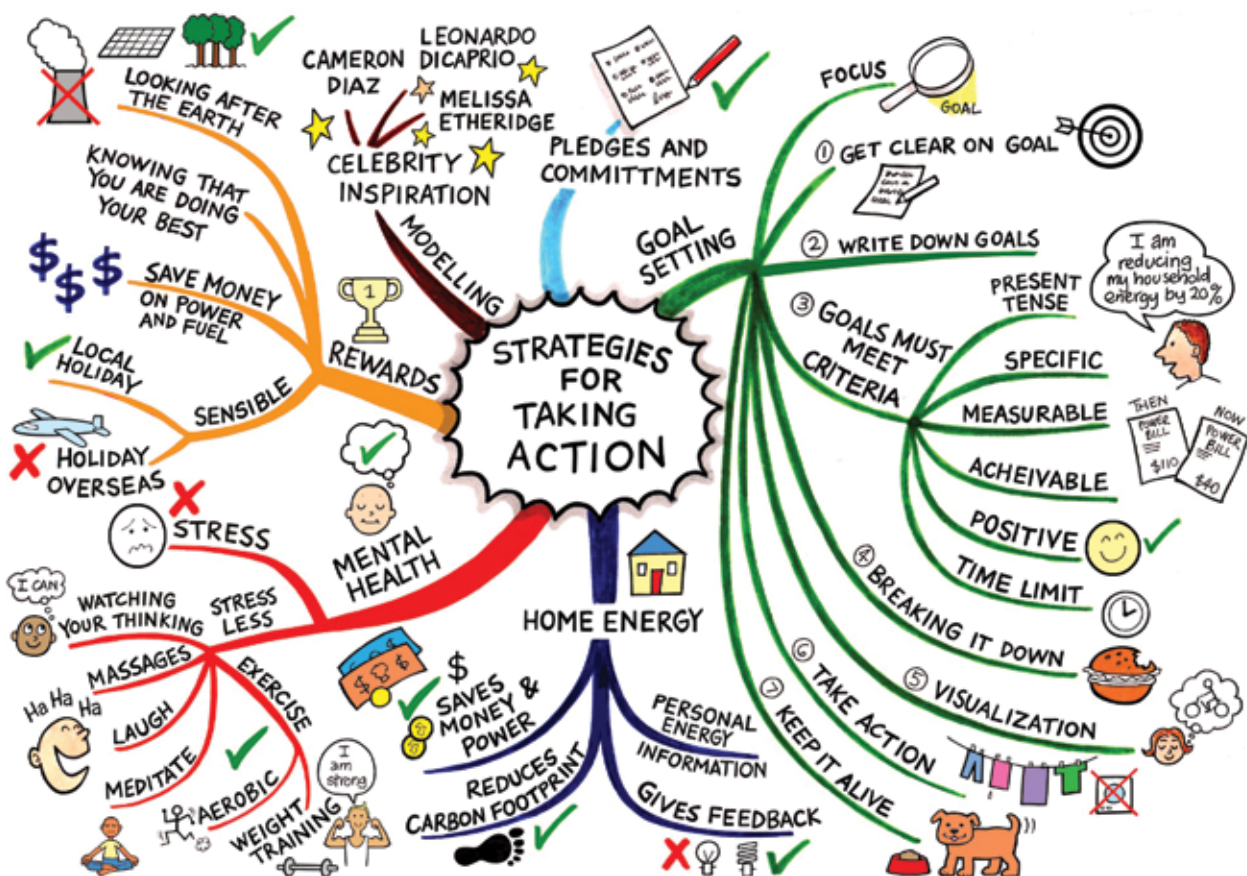 STRATEGIES
FOR
TAKING
ACTION
GOAL
SETTING
FOCUS
GOAL
① GET CLEAR ON GOAL
② WRITE DOWN GOALS
③ GOALS MUST
MEET
CRITERIA
PRESENT
TENSE
I am
reducing
my household
energy by 20%
SPECIFIC
MEASURABLE
THEN
POWER
BILL
$110
NOW
POWER
BILL
$40
ACHEIVABLE
POSITIVE
TIME LIMIT
④ BREAKING IT DOWN
⑤ VISUALIZATION
⑥ TAKE ACTION
⑦ KEEP IT ALIVE
HOME ENERGY
PERSONAL
ENERGY
INFORMATION
GIVES FEEDBACK
REDUCES
CARBON FOOTPRINT
$
SAVES
MONEY &
POWER
MENTAL
HEALTH
STRESS
STRESS
LESS
WATCHING
YOUR THINKING
I CAN
MASSAGES
LAUGH
Ha Ha Ha
MEDITATE
EXERCISE
AEROBIC
WEIGHT
TRAINING
I
am
strong
REWARDS
1
LOOKING AFTER
THE EARTH
KNOWING THAT
YOU ARE DOING
YOUR BEST
$ $ $
SAVE MONEY
ON POWER
AND FUEL
SENSIBLE
LOCAL
HOLIDAY
HOLIDAY
OVERSEAS
MODELLING
CELEBRITY
INSPIRATION
CAMERON
DIAZ
LEONARDO
DICAPRIO
MELISSA
ETHERIDGE
PLEDGES AND
COMMITTMENTS